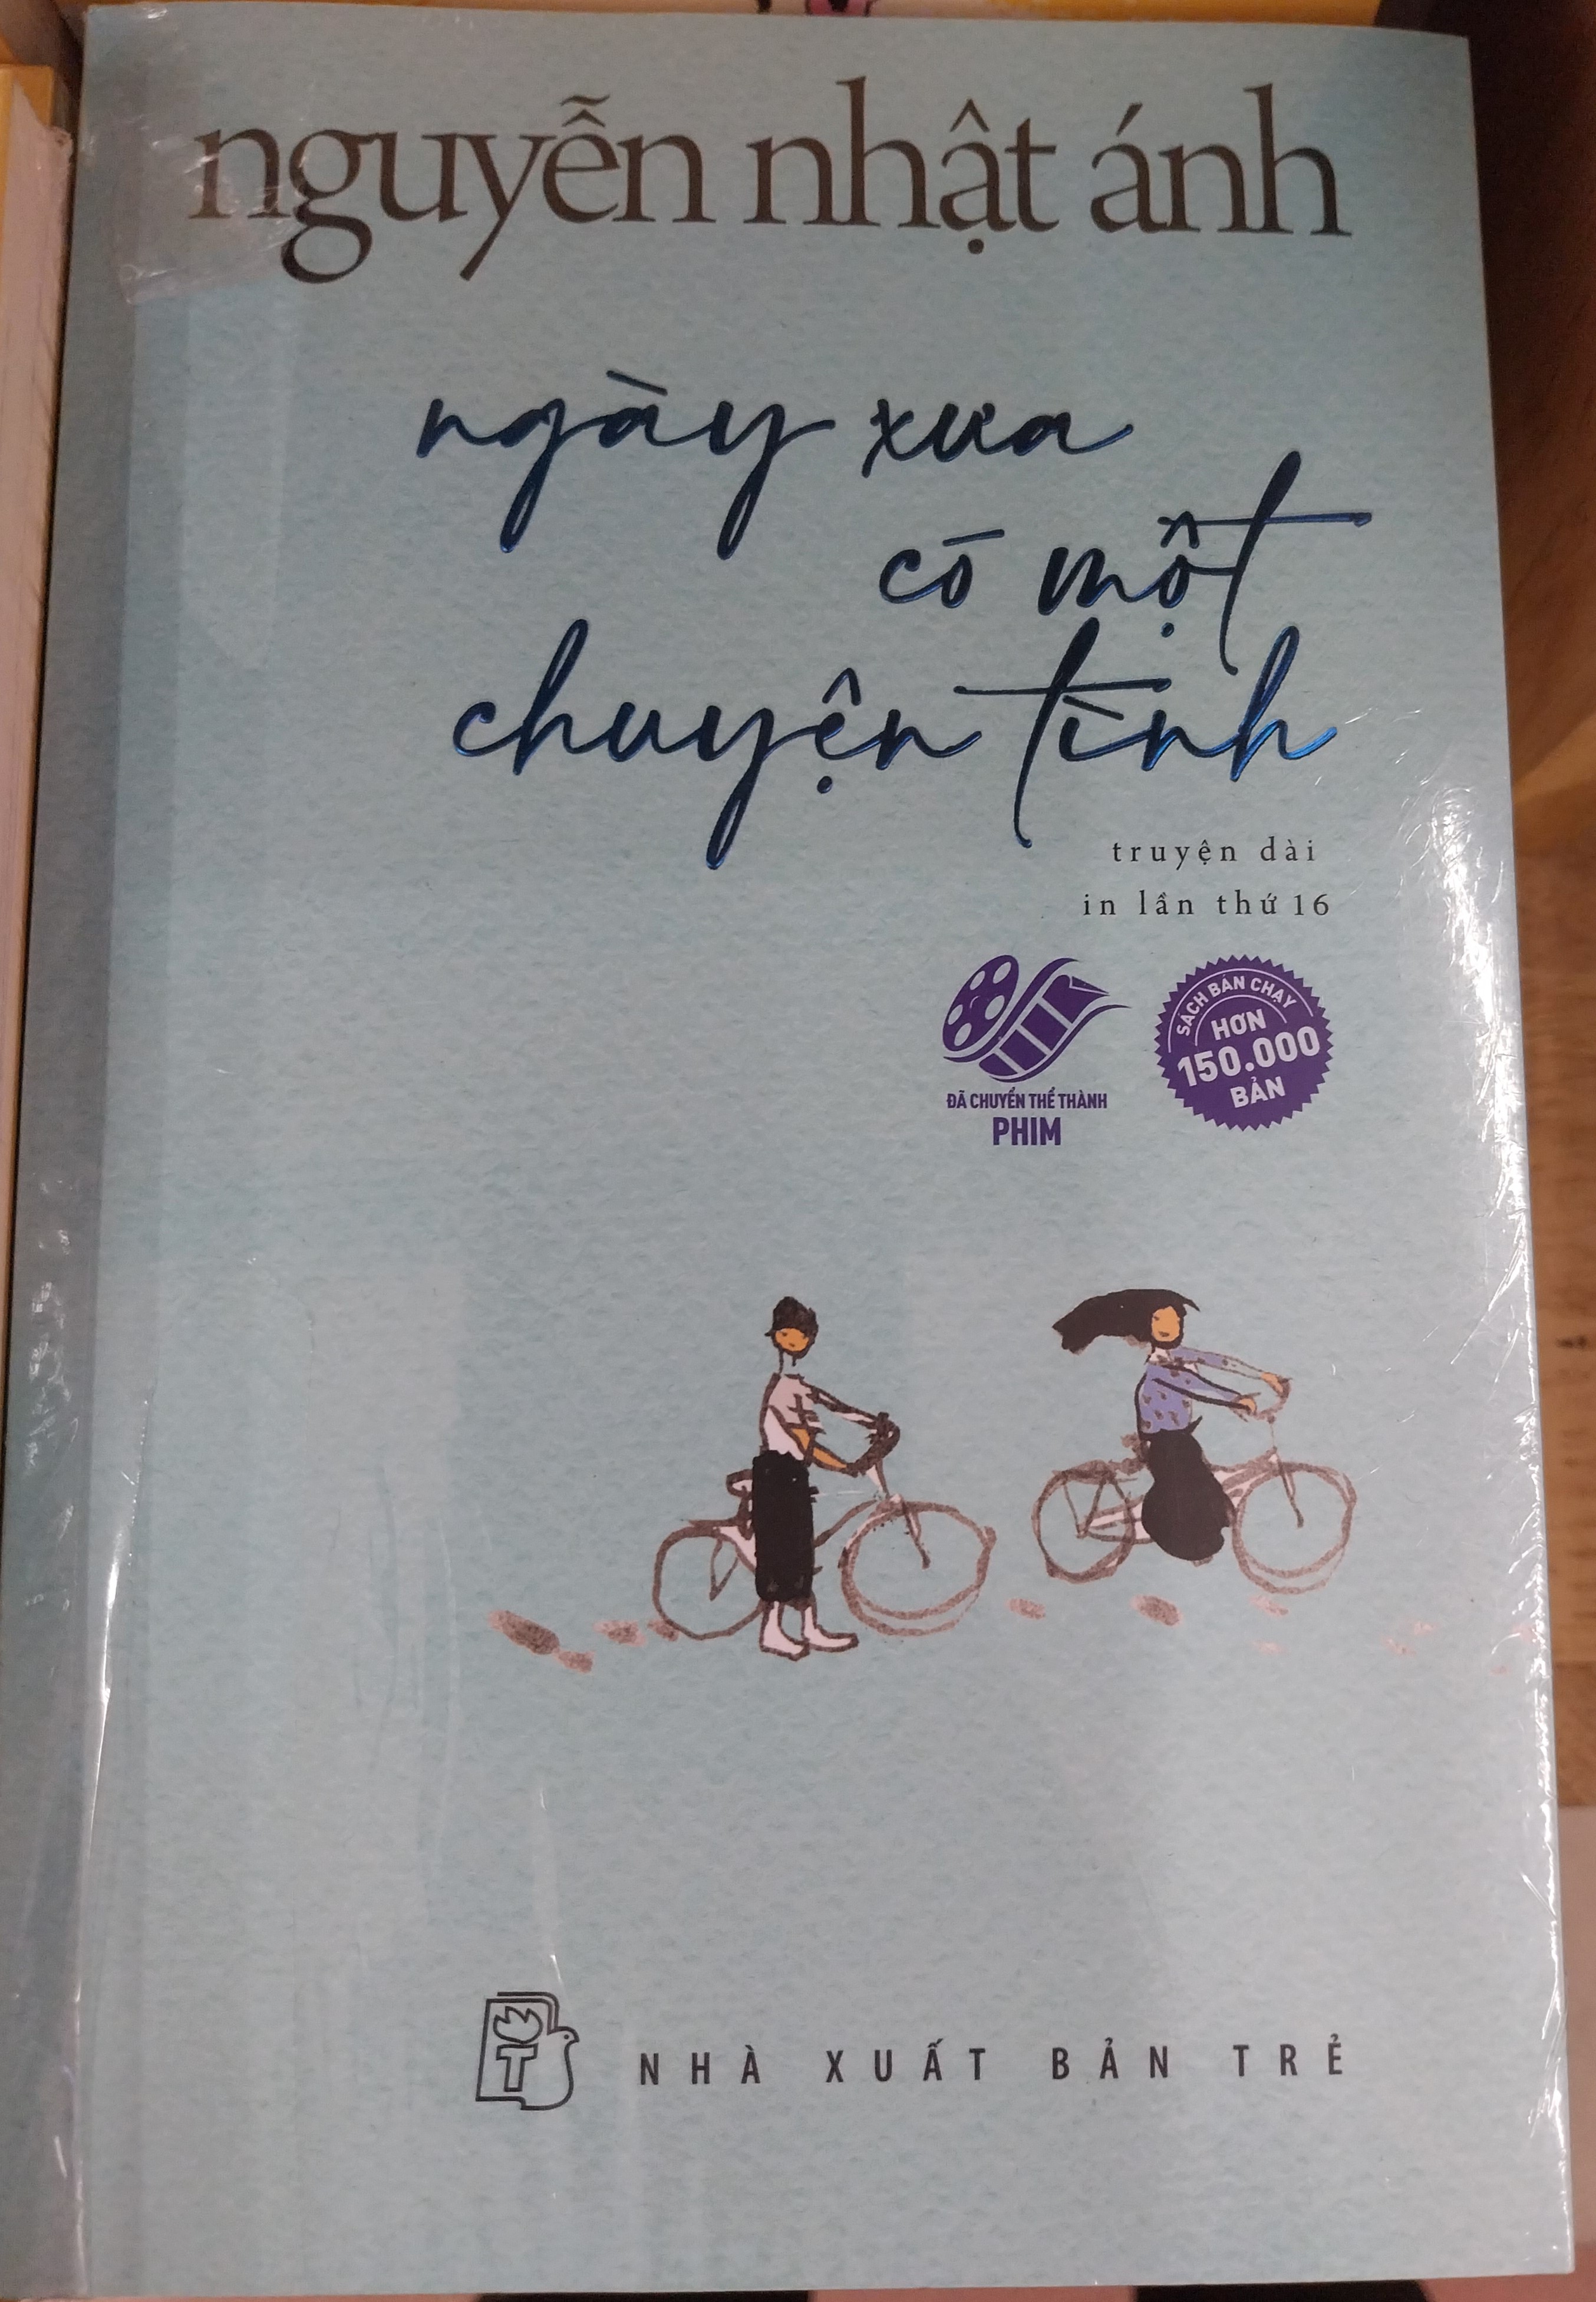 nguyễn nhật ánh
ngày xưa
có một
chuyện tình
truyện dài
in lần thứ 16
ĐÃ CHUYỂN THỂ THÀNH
PHIM
SÁCH BÁN CHẠY
HƠN
150.000
BẢN
T
NHÀ XUẤT BẢN TRẺ